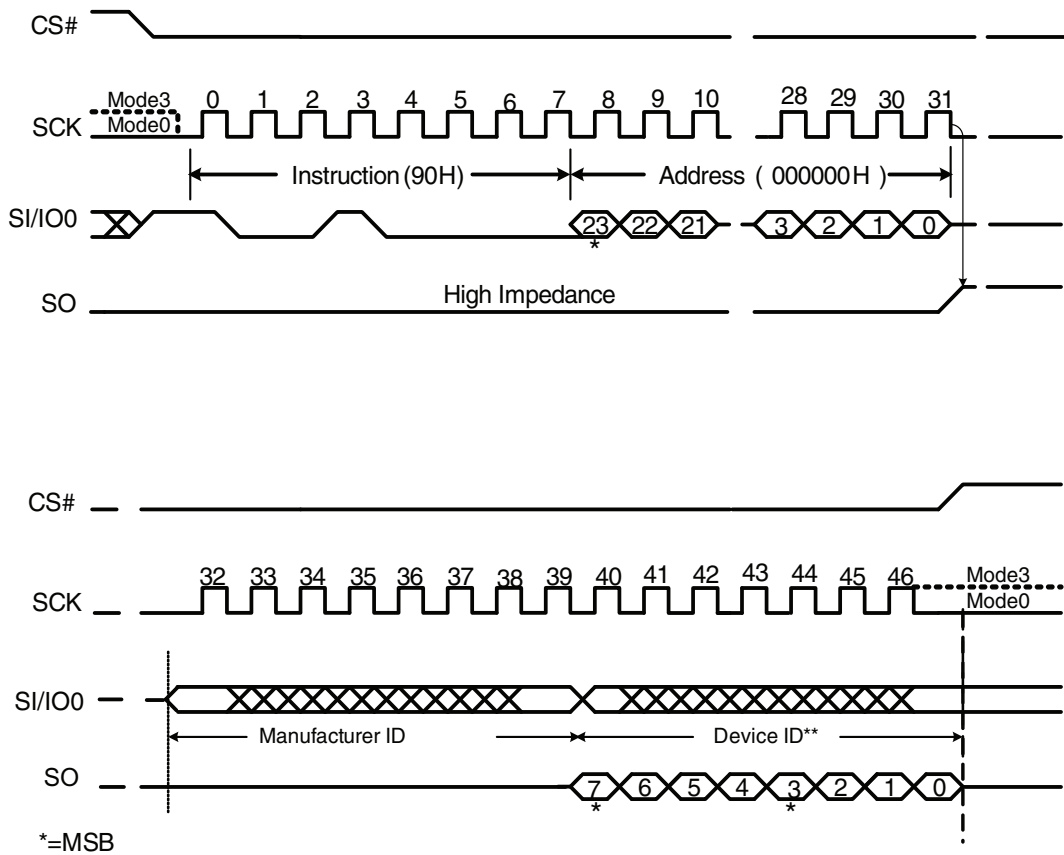 CS#
Mode3 0 1 2 3 4 5 6 7 8 9 10 28 29 30 31
SCK Mode0
Instruction (90H) Address ( 000000H )
SI/IO0 23 22 21 3 2 1 0
*
High Impedance
SO
CS#
32 33 34 35 36 37 38 39 40 41 42 43 44 45 46 Mode3
SCK Mode0
SI/IO0
Manufacturer ID Device ID**
SO 7 6 5 4 3 2 1 0
* *
*=MSB